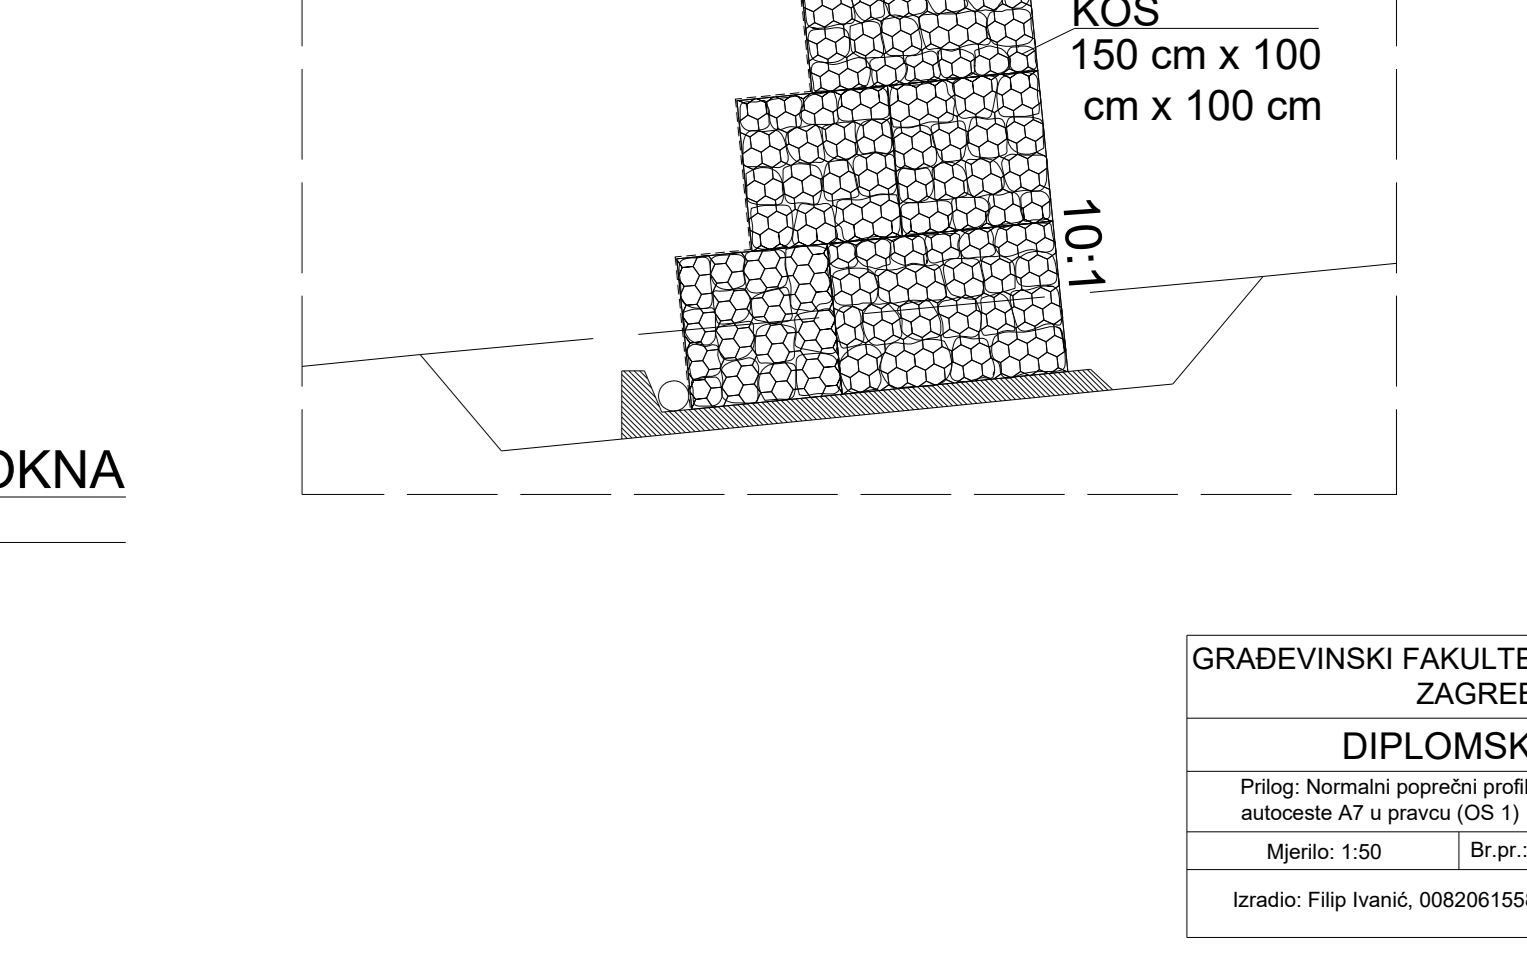 KOŠ
150 cm x 100
cm x 100 cm
10:1
OKNA
GRAĐEVINSKI FAKULTE
ZAGREB
DIPLOMSK
Prilog: Normalni poprečni profil
autoceste A7 u pravcu (OS 1)
Mjerilo: 1:50
Br.pr.:
Izradio: Filip Ivanić, 0082061558